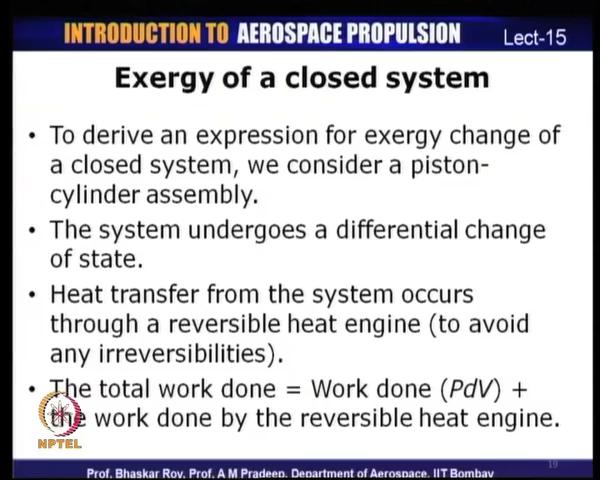 INTRODUCTION TO AEROSPACE PROPULSION Lect-15
Exergy of a closed system
• To derive an expression for exergy change of
a closed system, we consider a piston-
cylinder assembly.
• The system undergoes a differential change
of state.
• Heat transfer from the system occurs
through a reversible heat engine (to avoid
any irreversibilities).
• The total work done = Work done (PdV) +
the work done by the reversible heat engine.
NPTEL
19
Prof. Bhaskar Roy, Prof. A M Pradeep, Department of Aerospace, IIT Bombay